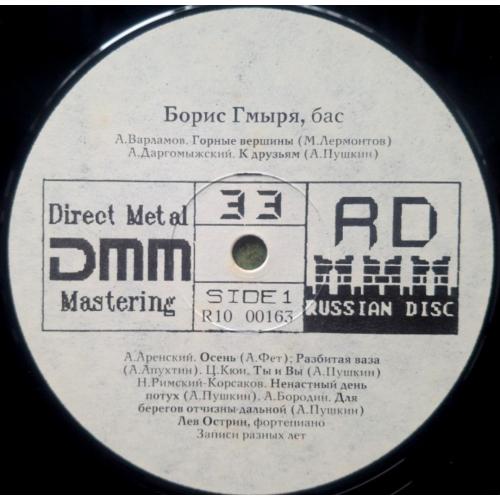 Борис Гмыря, бас
А.Варламов. Горные вершины (М.Лермонтов)
А.Даргомыжский. К друзьям (А.Пушкин)
Direct Metal
DMM
Mastering
33
SIDE 1
R10 00163
RD
RUSSIAN DISC
А.Аренский. Осень (А.Фет); Разбитая ваза
(А.Апухтин). Ц.Кюи. Ты и Вы (А.Пушкин)
Н.Римский-Корсаков. Ненастный день
потух (А.Пушкин). А.Бородин. Для
берегов отчизны дальной (А.Пушкин)
Лев Острин, фортепиано
Записи разных лет